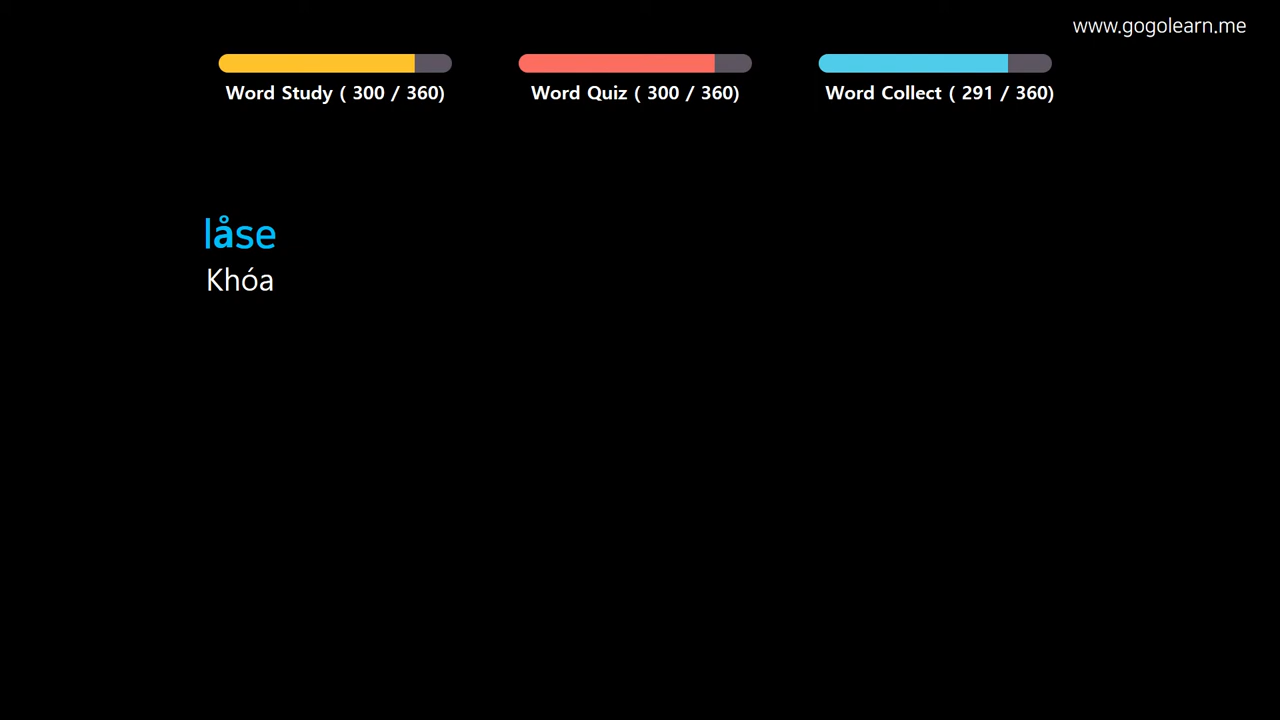 www.gogolearn.me
Word Study ( 300 / 360)
Word Quiz ( 300 / 360)
Word Collect ( 291 / 360)
låse
Khóa